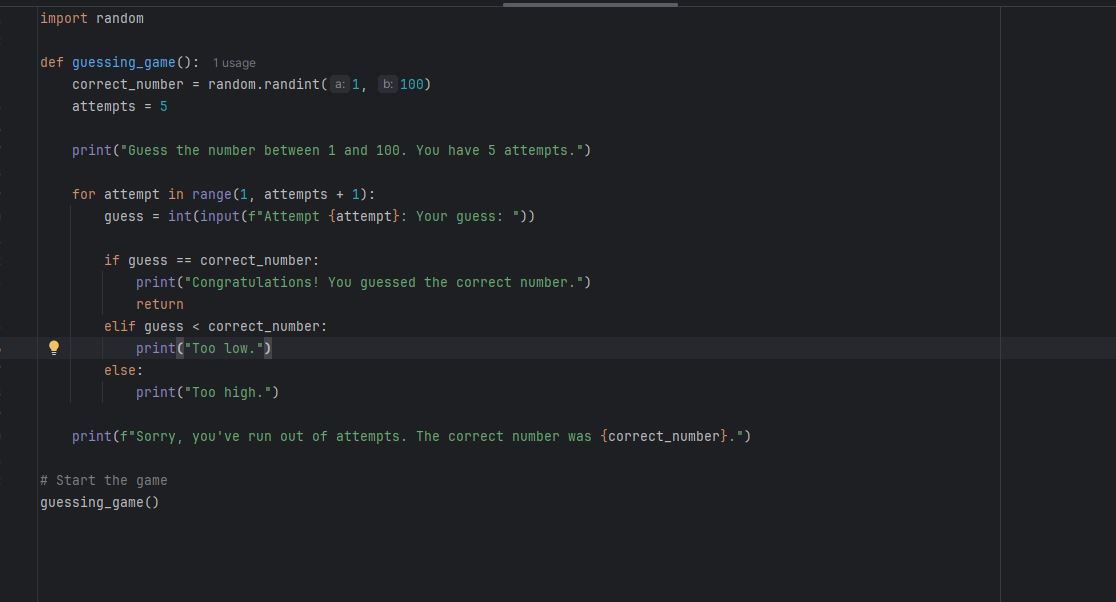 import random
def guessing_game():  1 usage
    correct_number = random.randint( a: 1,  b: 100)
    attempts = 5
    print("Guess the number between 1 and 100. You have 5 attempts.")
    for attempt in range(1, attempts + 1):
        guess = int(input(f"Attempt {attempt}: Your guess: "))
        if guess == correct_number:
            print("Congratulations! You guessed the correct number.")
            return
        elif guess < correct_number:
            print("Too low.")
        else:
            print("Too high.")
    print(f"Sorry, you've run out of attempts. The correct number was {correct_number}.")
# Start the game
guessing_game()